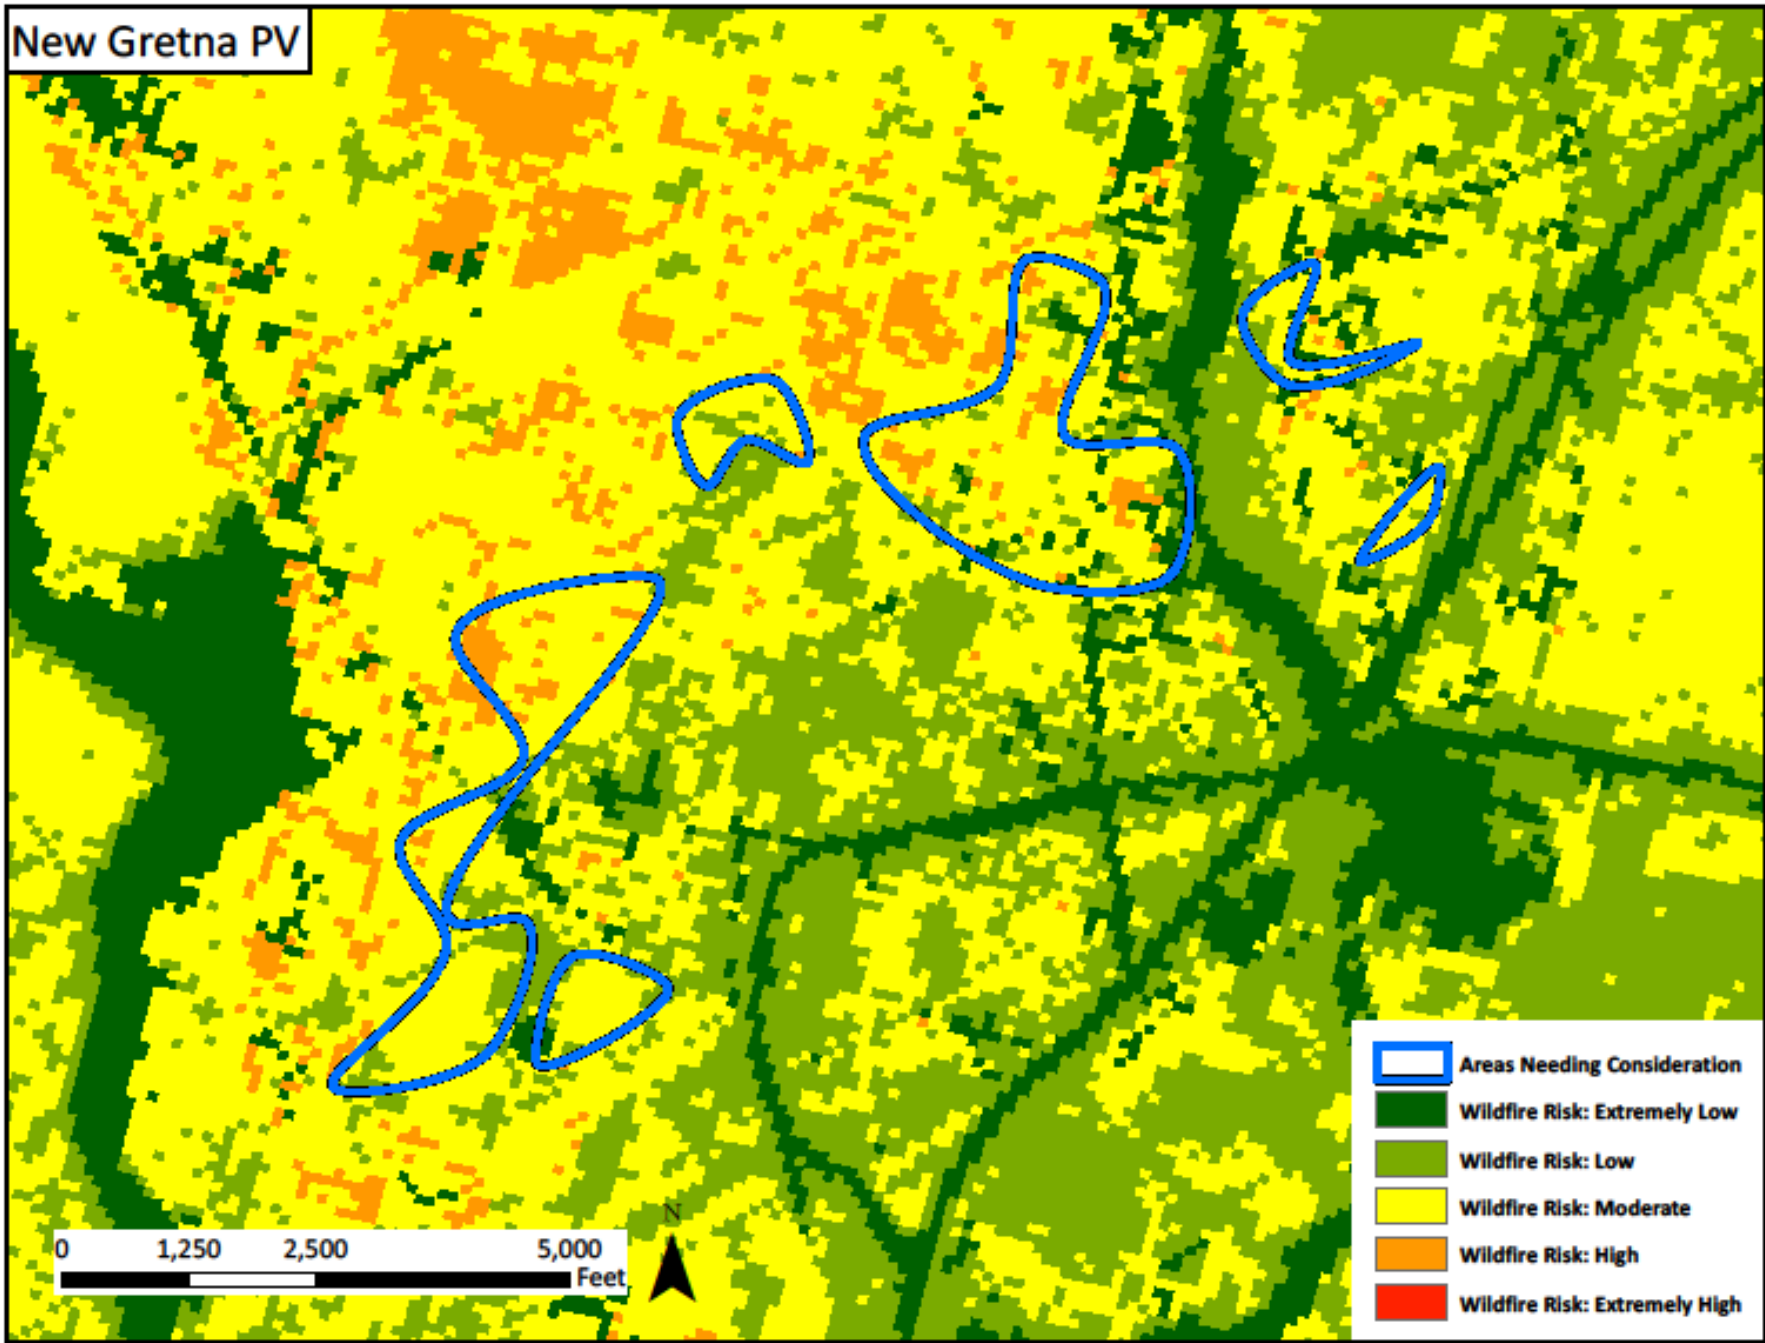 New Gretna PV
Areas Needing Consideration
Wildfire Risk: Extremely Low
Wildfire Risk: Low
Wildfire Risk: Moderate
Wildfire Risk: High
Wildfire Risk: Extremely High
0 1,250 2,500 5,000
Feet
N